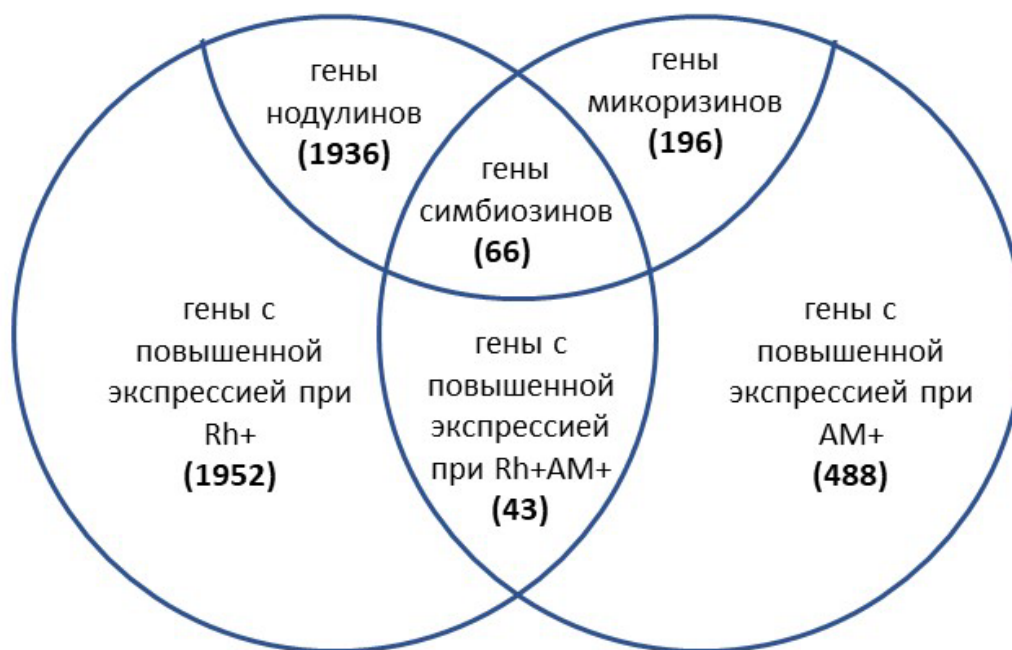 гены
нодулинов
(1936)
гены
микоризинов
(196)
гены
симбиозинов
(66)
гены с
повышенной
экспрессией при
Rh+
(1952)
гены с
повышенной
экспрессией
при Rh+AM+
(43)
гены с
повышенной
экспрессией при
AM+
(488)